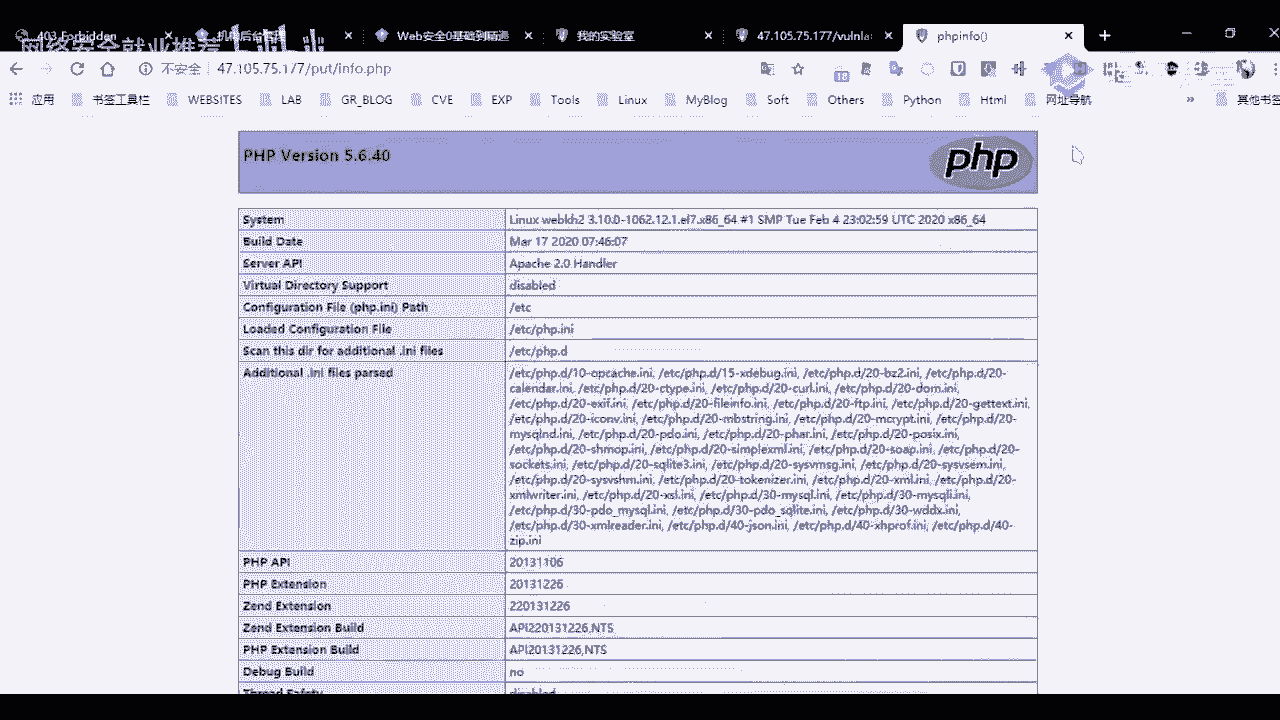 403 Forbidden
机构后台管理
Web安全0基础到精通
我的实验室
47.105.75.177/vulnla
phpinfo()
网络安全就业推荐
不安全
47.105.75.177/put/info.php
18
应用
书签工具栏
WEBSITES
LAB
GR_BLOG
CVE
EXP
Tools
Linux
MyBlog
Soft
Others
Python
Html
网址导航
»
其他书签
PHP Version 5.6.40
php
System
Linux webkh2 3.10.0-1062.12.1.el7.x86_64 #1 SMP Tue Feb 4 23:02:59 UTC 2020 x86_64
Build Date
Mar 17 2020 07:46:07
Server API
Apache 2.0 Handler
Virtual Directory Support
disabled
Configuration File (php.ini) Path
/etc
Loaded Configuration File
/etc/php.ini
Scan this dir for additional .ini files
/etc/php.d
Additional .ini files parsed
/etc/php.d/10-opcache.ini, /etc/php.d/15-xdebug.ini, /etc/php.d/20-bz2.ini, /etc/php.d/20-
calendar.ini, /etc/php.d/20-ctype.ini, /etc/php.d/20-curl.ini, /etc/php.d/20-dom.ini,
/etc/php.d/20-exif.ini, /etc/php.d/20-fileinfo.ini, /etc/php.d/20-ftp.ini, /etc/php.d/20-gettext.ini,
/etc/php.d/20-iconv.ini, /etc/php.d/20-mbstring.ini, /etc/php.d/20-mcrypt.ini, /etc/php.d/20-
mysqlnd.ini, /etc/php.d/20-pdo.ini, /etc/php.d/20-phar.ini, /etc/php.d/20-posix.ini,
/etc/php.d/20-shmop.ini, /etc/php.d/20-simplexml.ini, /etc/php.d/20-soap.ini, /etc/php.d/20-
sockets.ini, /etc/php.d/20-sqlite3.ini, /etc/php.d/20-sysvmsg.ini, /etc/php.d/20-sysvsem.ini,
/etc/php.d/20-sysvshm.ini, /etc/php.d/20-tokenizer.ini, /etc/php.d/20-xml.ini, /etc/php.d/20-
xmlwriter.ini, /etc/php.d/20-xsl.ini, /etc/php.d/30-mysql.ini, /etc/php.d/30-mysqli.ini,
/etc/php.d/30-pdo_mysql.ini, /etc/php.d/30-pdo_sqlite.ini, /etc/php.d/30-wddx.ini,
/etc/php.d/30-xmlreader.ini, /etc/php.d/40-json.ini, /etc/php.d/40-xhprof.ini, /etc/php.d/40-
zip.ini
PHP API
20131106
PHP Extension
20131226
Zend Extension
220131226
Zend Extension Build
API220131226,NTS
PHP Extension Build
API20131226,NTS
Debug Build
no
Thread Safety
disabled